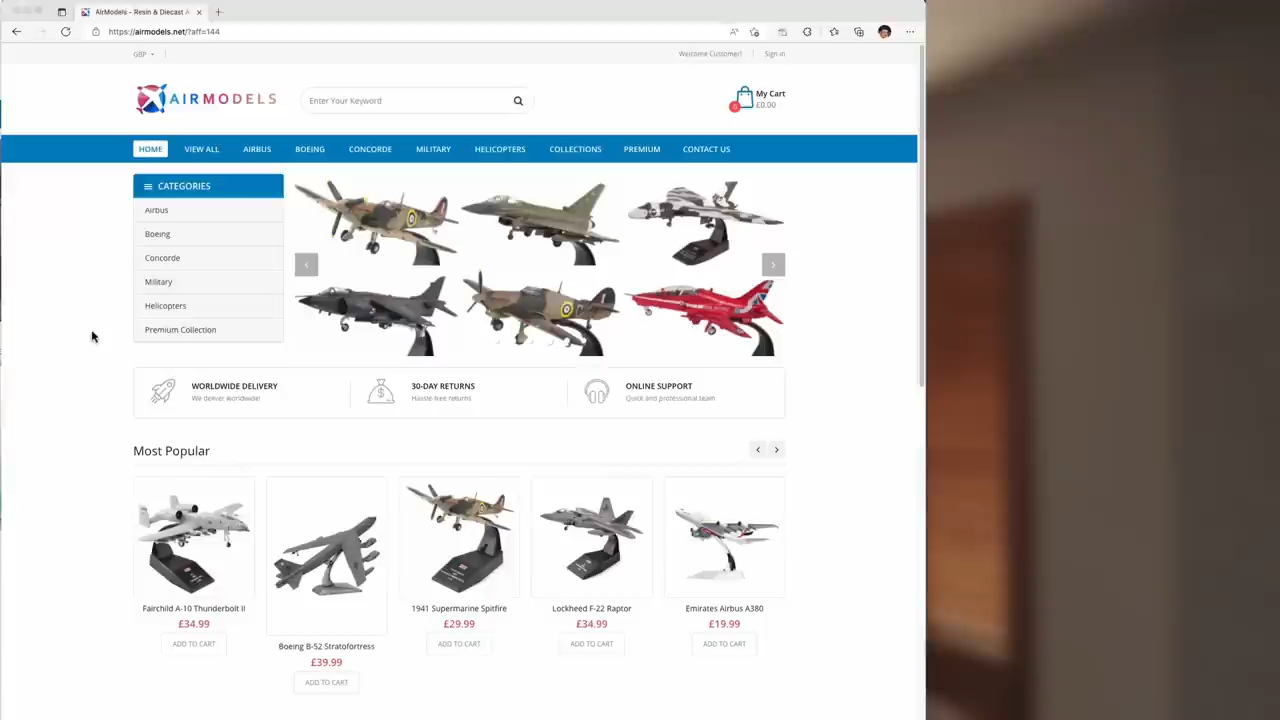 AirModels - Resin & Diecast A
https://airmodels.net/?aff=144
GBP
Welcome Customer!
Sign in
AIRMODELS
Enter Your Keyword
My Cart
0
£0.00
HOME VIEW ALL AIRBUS BOEING CONCORDE MILITARY HELICOPTERS COLLECTIONS PREMIUM CONTACT US
CATEGORIES
Airbus
Boeing
Concorde
Military
Helicopters
Premium Collection
WORLDWIDE DELIVERY
We deliver worldwide!
30-DAY RETURNS
Hassle free returns
ONLINE SUPPORT
Quick and professional team
Most Popular
Fairchild A-10 Thunderbolt II
£34.99
ADD TO CART
Boeing B-52 Stratofortress
£39.99
ADD TO CART
1941 Supermarine Spitfire
£29.99
ADD TO CART
Lockheed F-22 Raptor
£34.99
ADD TO CART
Emirates Airbus A380
£19.99
ADD TO CART